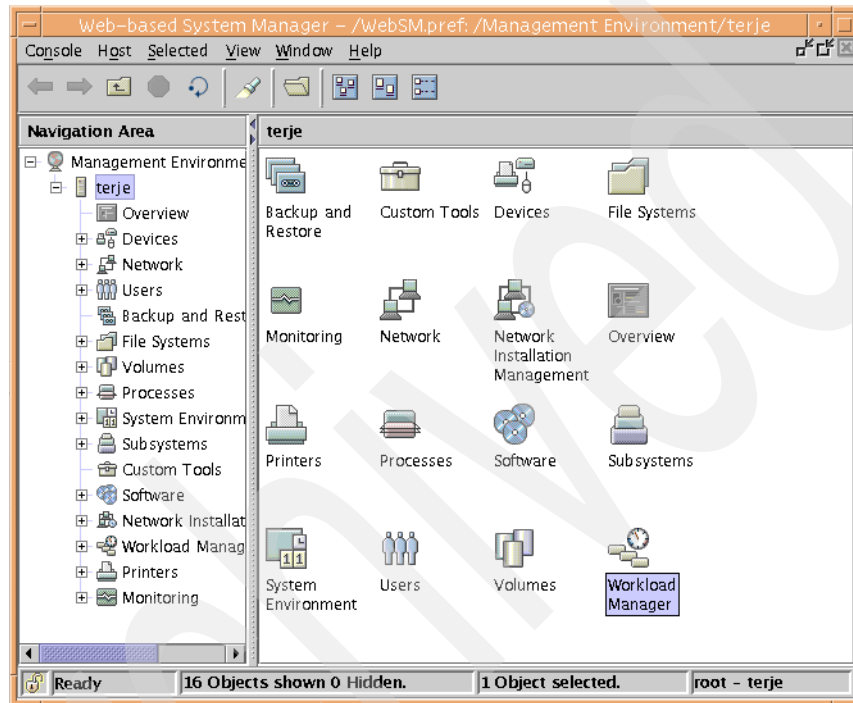 Web-based System Manager - /WebSM.pref: /Management Environment/terje
Console Host Selected View Window Help
Navigation Area
Management Environme
terje
Overview
Devices
Network
Users
Backup and Rest
File Systems
Volumes
Processes
System Environm
Subsystems
Custom Tools
Software
Network Installat
Workload Manag
Printers
Monitoring
terje
Backup and
Restore
Custom Tools
Devices
File Systems
Monitoring
Network
Network
Installation
Management
Overview
Printers
Processes
Software
Subsystems
System
Environment
Users
Volumes
Workload
Manager
Ready
16 Objects shown 0 Hidden.
1 Object selected.
root - terje